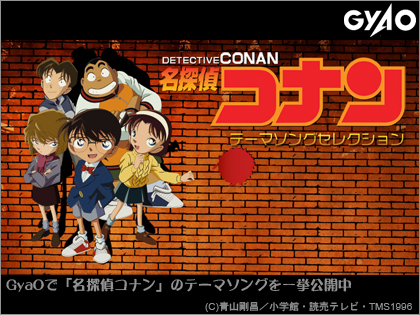 GyaO
DETECTIVE CONAN
名探偵
コナン
テーマソングセレクション
GyaOで「名探偵コナン」のテーマソングを一挙公開中
(C)青山剛昌／小学館・読売テレビ・TMS1996